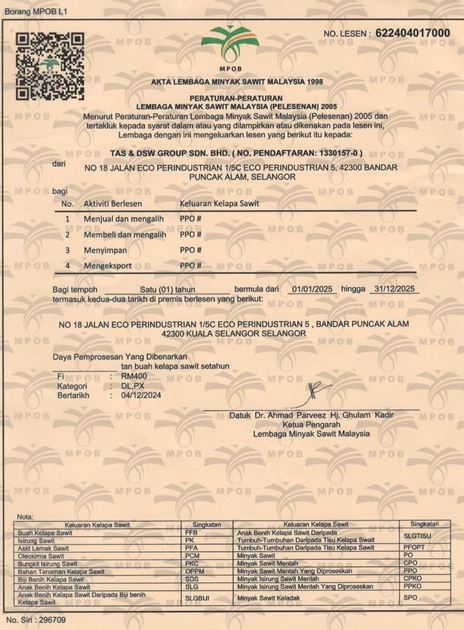 Borang MPOB L1
MPOB
NO. LESEN : 622404017000
AKTA LEMBAGA MINYAK SAWIT MALAYSIA 1998
PERATURAN-PERATURAN
LEMBAGA MINYAK SAWIT MALAYSIA (PELESENAN) 2005
Menurut Peraturan-Peraturan Lembaga Minyak Sawit Malaysia (Pelesenan) 2005 dan
tertakluk kepada syarat dalam atau yang dilampirkan atau dikenakan pada lesen ini,
Lembaga dengan ini mengeluarkan lesen yang berikut itu kepada:
TAS & DSW GROUP SDN. BHD. ( NO. PENDAFTARAN: 1330157-0 )
dari NO 18 JALAN ECO PERINDUSTRIAN 1/5C ECO PERINDUSTRIAN 5, 42300 BANDAR
PUNCAK ALAM, SELANGOR
bagi
No. Aktiviti Berlesen Keluaran Kelapa Sawit
1 Menjual dan mengalih PPO #
2 Membeli dan mengalih PPO #
3 Menyimpan PPO #
4 Mengeksport PPO #
Bagi tempoh Satu (01) tahun bermula dari 01/01/2025 hingga 31/12/2025
termasuk kedua-dua tarikh di premis berlesen yang berikut:
NO 18 JALAN ECO PERINDUSTRIAN 1/5C ECO PERINDUSTRIAN 5 , BANDAR PUNCAK ALAM
42300 KUALA SELANGOR SELANGOR
Daya Pemprosesan Yang Dibenarkan
tan buah kelapa sawit setahun
Fi : RM400
Kategori : DL,PX
Bertarikh : 04/12/2024
Datuk Dr. Ahmad Parveez Hj. Ghulam Kadir
Ketua Pengarah
Lembaga Minyak Sawit Malaysia
Nota:
Keluaran Kelapa Sawit Singkatan Keluaran Kelapa Sawit Singkatan
Buah Kelapa Sawit FFB Anak Benih Kelapa Sawit Daripada
Tumbuh-Tumbuhan Daripada Tisu Kelapa Sawit SLGTISU
Isirung Sawit PK
Asid Lemak Sawit PFA Tumbuh-Tumbuhan Daripada Tisu Kelapa Sawit PFOPT
Oleokimia Sawit PCM Minyak Sawit PO
Bungkil Isirung Sawit PKC Minyak Sawit Mentah CPO
Bahan Tanaman Kelapa Sawit OPPM Minyak Sawit Mentah Yang Diproseskan PPO
Biji Benih Kelapa Sawit SDS Minyak Isirung Sawit Mentah CPKO
Anak Benih Kelapa Sawit SLG Minyak Isirung Sawit Mentah Yang Diproseskan PPKO
Anak Benih Kelapa Sawit Daripada Biji benih
Kelapa Sawit SLGBIJI Minyak Sawit Keladak SPO
No. Siri : 296709